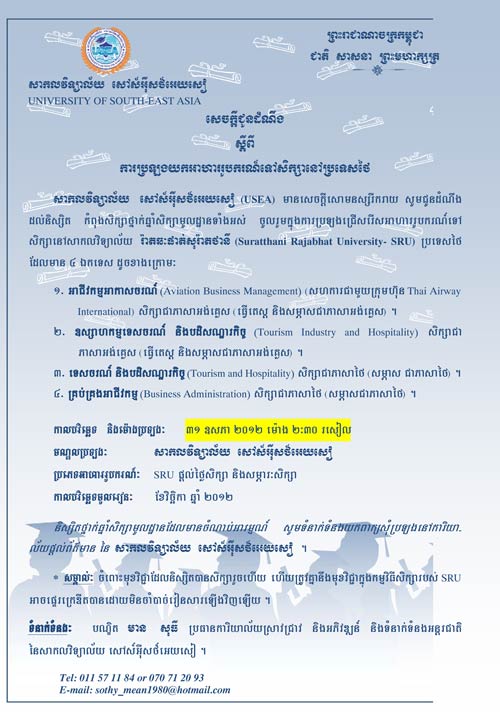 ព្រះរាជាណាចក្រកម្ពុជា
ជាតិ សាសនា ព្រះមហាក្សត្រ
សាកលវិទ្យាល័យ សៅស៍អ៊ីសថ៍អេយសៀ
UNIVERSITY OF SOUTH-EAST ASIA
សេចក្តីជូនដំណឹង
ស្តីពី
ការប្រឡងយកអាហារូបករណ៍ទៅសិក្សានៅប្រទេសថៃ
សាកលវិទ្យាល័យ សៅស៍អ៊ីសថ៍អេយសៀ (USEA) មានសេចក្តីសោមនស្សរីករាយ សូមជូនដំណឹង
ដល់និស្សិត កំពុងសិក្សាថ្នាក់ឆ្នាំសិក្សាមូលដ្ឋានទាំងអស់ ចូលរួមក្នុងការប្រឡងជ្រើសរើសអាហារូបករណ៍ទៅ
សិក្សានៅសាកលវិទ្យាល័យ រ៉ាតឆះផាត់សុរ៉ាតថានី (Suratthani Rajabhat University- SRU) ប្រទេសថៃ
ដែលមាន ៤ ឯកទេស ដូចខាងក្រោម:
១. អាជីវកម្មអាកាសចរណ៍ (Aviation Business Management) (សហការជាមួយក្រុមហ៊ុន Thai Airway
International) សិក្សាជាភាសាអង់គ្លេស (ធ្វើតេស្ត និងសម្ភាសជាភាសាអង់គ្លេស) ។
២. ឧស្សាហកម្មទេសចរណ៍ និងបដិសណ្ឋារកិច្ច (Tourism Industry and Hospitality) សិក្សាជា
ភាសាអង់គ្លេស (ធ្វើតេស្ត និងសម្ភាសជាភាសាអង់គ្លេស) ។
៣. ទេសចរណ៍ និងបដិសណ្ឋារកិច្ច (Tourism and Hospitality) សិក្សាជាភាសាថៃ (សម្ភាស ជាភាសាថៃ) ។
៤. គ្រប់គ្រងអាជីវកម្ម (Business Administration) សិក្សាជាភាសាថៃ (សម្ភាសជាភាសាថៃ) ។
កាលបរិច្ឆេទ និងម៉ោងប្រឡង: ៣១ ឧសភា ២០១២ ម៉ោង ២:៣០ រសៀល
មណ្ឌលប្រឡង: សាកលវិទ្យាល័យ សៅស៍អ៊ីសថ៍អេយសៀ
ប្រភេទអាហារូបករណ៍: SRU ផ្តល់ថ្លៃសិក្សា និងសម្ភារៈសិក្សា
កាលបរិច្ឆេទចូលរៀន: ខែវិច្ឆិកា ឆ្នាំ ២០១២
និស្សិតថ្នាក់ឆ្នាំសិក្សាមូលដ្ឋានដែលមានចំណាប់អារម្មណ៍ សូមទំនាក់ទំនងយកពាក្យសុំប្រឡងនៅការិយា-
ល័យផ្តល់ព័ត៌មាន នៃ សាកលវិទ្យាល័យ សៅស៍អ៊ីសថ៍អេយសៀ ។
* សម្គាល់: ចំពោះមុខវិជ្ជាដែលនិស្សិតបានសិក្សារួចហើយ ហើយត្រូវគ្នានឹងមុខវិជ្ជាក្នុងកម្មវិធីសិក្សារបស់ SRU
អាចផ្ទេរក្រេឌីតបានដោយមិនចាំបាច់រៀនសារឡើងវិញឡើយ ។
ទំនាក់ទំនង: បណ្ឌិត មាន សុធី ប្រធានការិយាល័យស្រាវជ្រាវ និងអភិវឌ្ឍន៍ និងទំនាក់ទំនងអន្តរជាតិ
នៃសាកលវិទ្យាល័យ សៅស៍អ៊ីសថ៍អេយសៀ ។
Tel: 011 57 11 84 or 070 71 20 93
E-mail: sothy_mean1980@hotmail.com